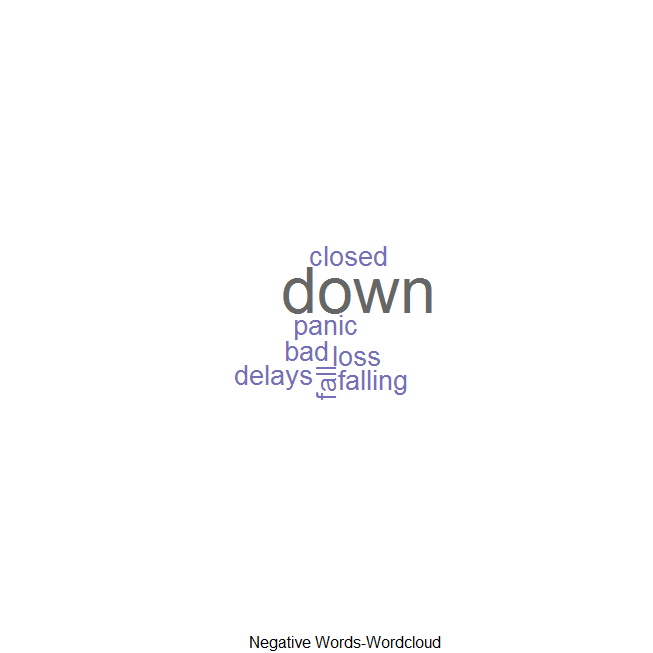 closed
down
panic
bad loss
delays fall falling
Negative Words-Wordcloud